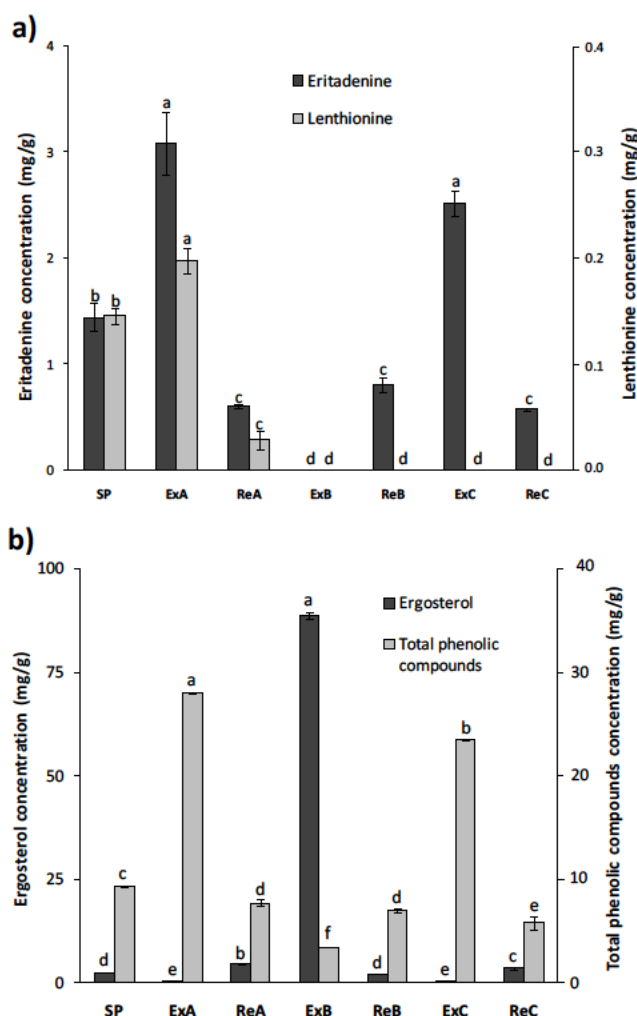 a)
4
3
2
1
0
Eritadenine concentration (mg/g)
Eritadenine
Lenthionine
b b
a
a
c
c
d d
c
d
a
d
c
d
0.4
0.3
0.2
0.1
0.0
Lenthionine concentration (mg/g)
SP ExA ReA ExB ReB ExC ReC
b)
100
75
50
25
0
Ergosterol concentration (mg/g)
Ergosterol
Total phenolic
compounds
d
c
e
a
b
d
a
f
d
d
e
b
c
e
40
30
20
10
0
Total phenolic compounds concentration (mg/g)
SP ExA ReA ExB ReB ExC ReC